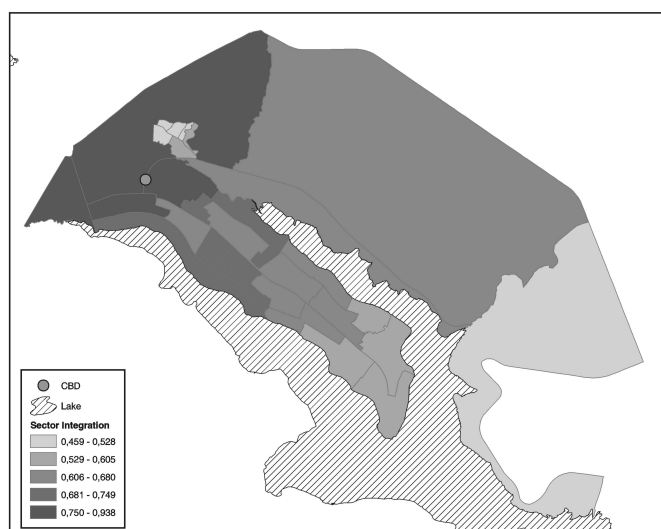 CBD
Lake
Sector Integration
0,459 - 0,528
0,529 - 0,605
0,606 - 0,680
0,681 - 0,749
0,750 - 0,938